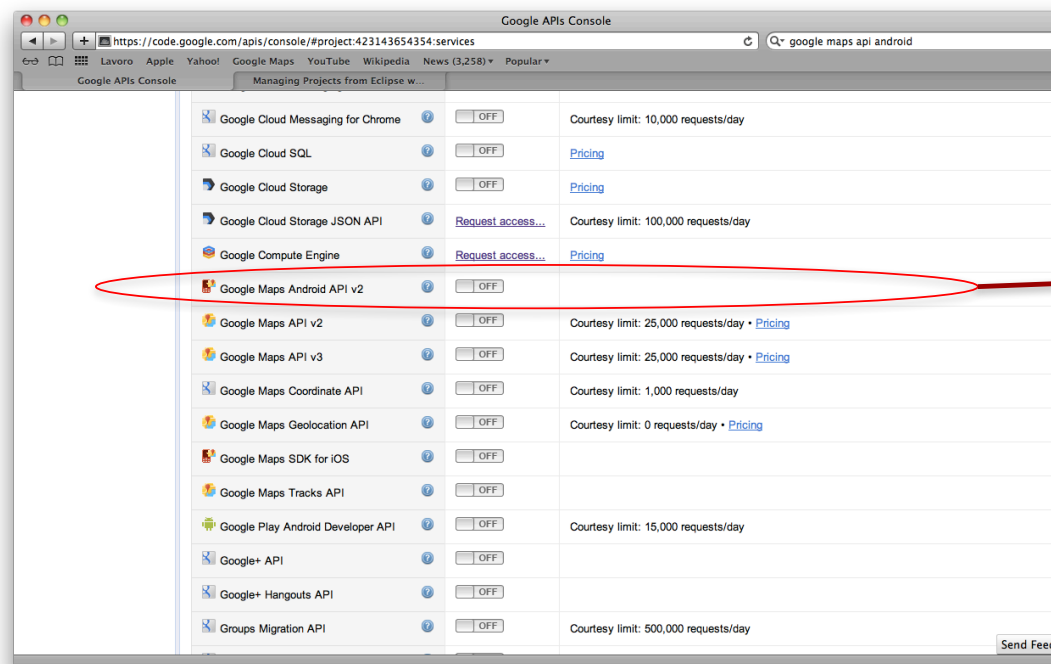 Google APIs Console
https://code.google.com/apis/console/#project:423143654354:services
google maps api android
Lavoro Apple Yahoo! Google Maps YouTube Wikipedia News (3,258) Popular
Google APIs Console Managing Projects from Eclipse w...
Google Cloud Messaging for Chrome ? OFF Courtesy limit: 10,000 requests/day
Google Cloud SQL ? OFF Pricing
Google Cloud Storage ? OFF Pricing
Google Cloud Storage JSON API ? Request access... Courtesy limit: 100,000 requests/day
Google Compute Engine ? Request access... Pricing
Google Maps Android API v2 ? OFF
Google Maps API v2 ? OFF Courtesy limit: 25,000 requests/day • Pricing
Google Maps API v3 ? OFF Courtesy limit: 25,000 requests/day • Pricing
Google Maps Coordinate API ? OFF Courtesy limit: 1,000 requests/day
Google Maps Geolocation API ? OFF Courtesy limit: 0 requests/day • Pricing
Google Maps SDK for iOS ? OFF
Google Maps Tracks API ? OFF
Google Play Android Developer API ? OFF Courtesy limit: 15,000 requests/day
Google+ API ? OFF
Google+ Hangouts API ? OFF
Groups Migration API ? OFF Courtesy limit: 500,000 requests/day
Send Feed